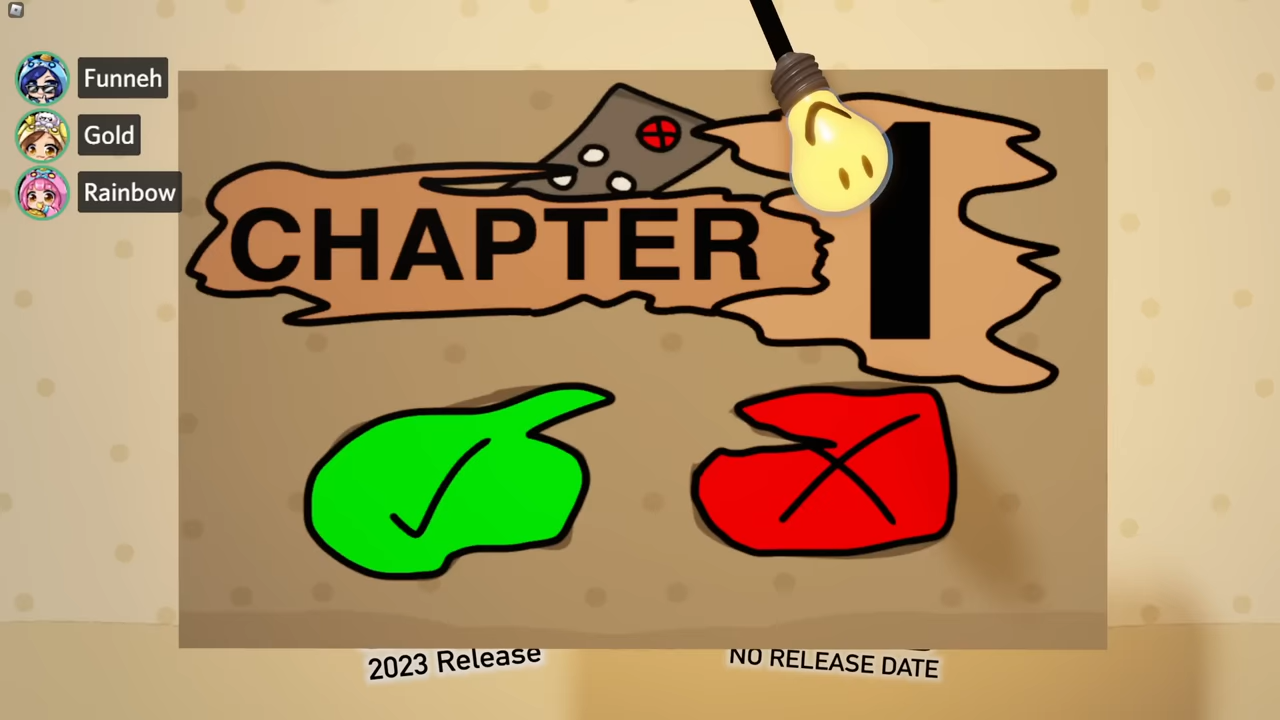 Funneh
Gold
Rainbow
CHAPTER 1
2023 Release
NO RELEASE DATE